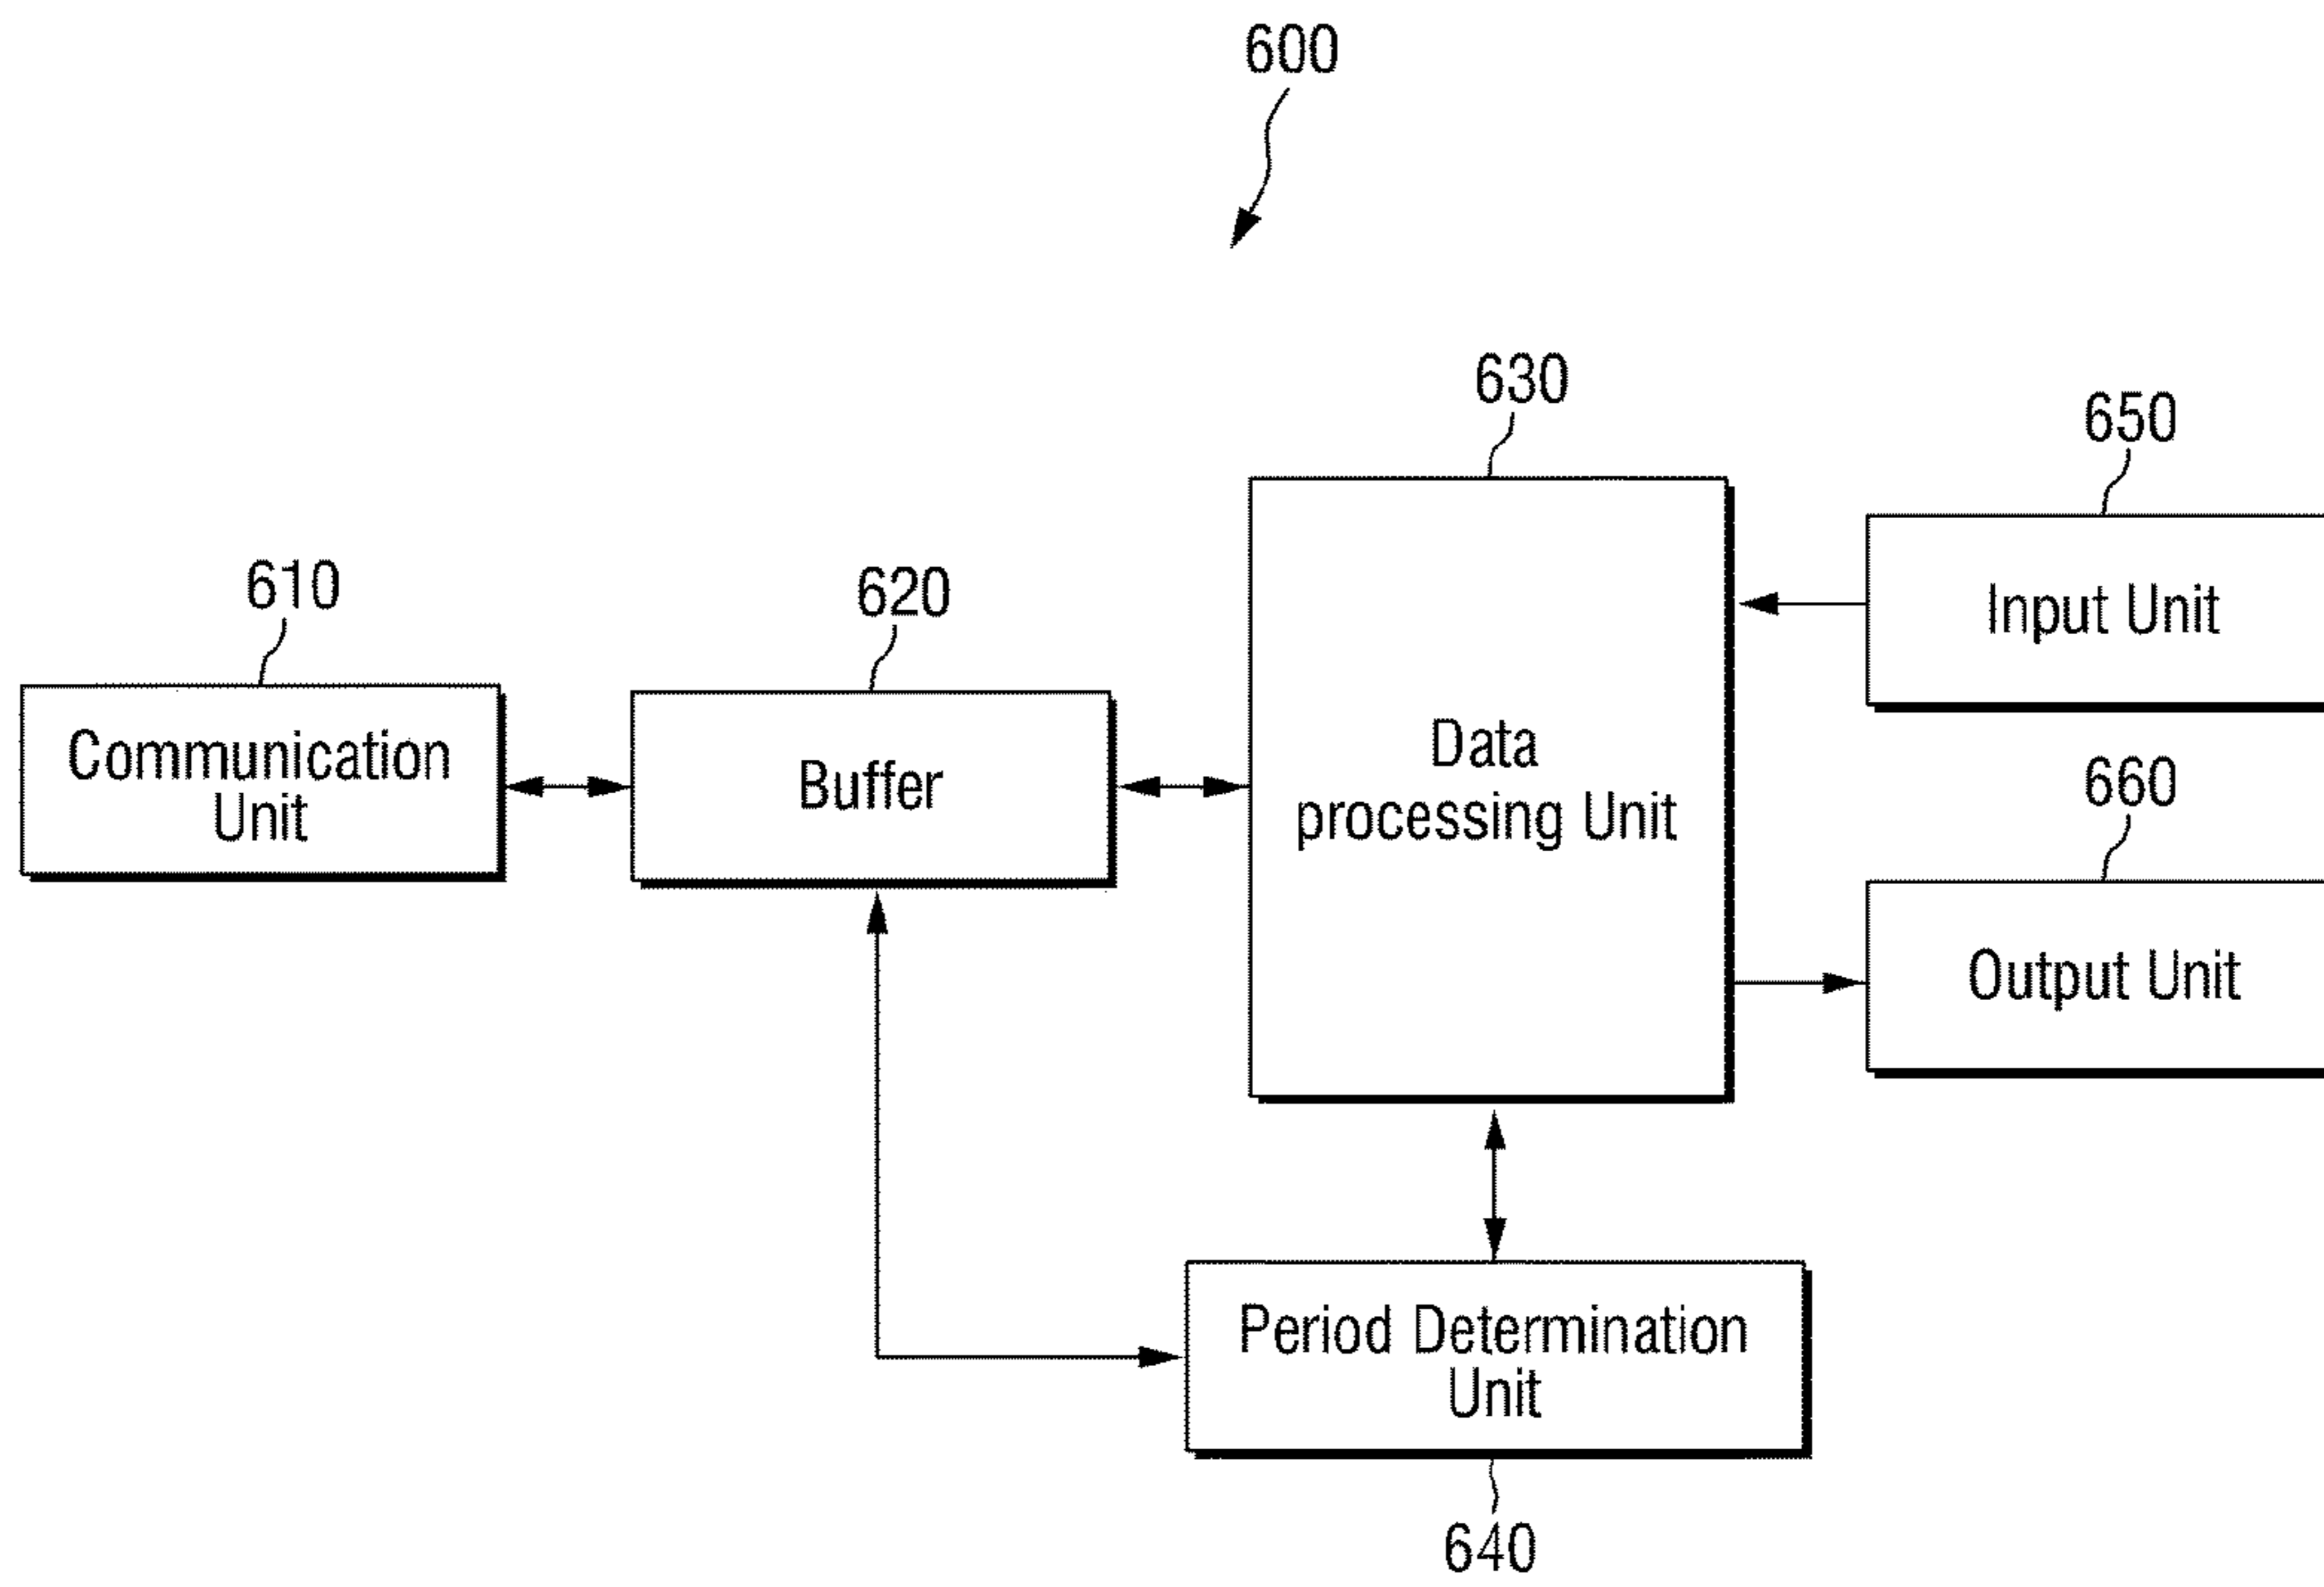 600
630
650
610
620
Input Unit
Communication
Unit
Buffer
Data
processing Unit
660
Output Unit
Period Determination
Unit
640